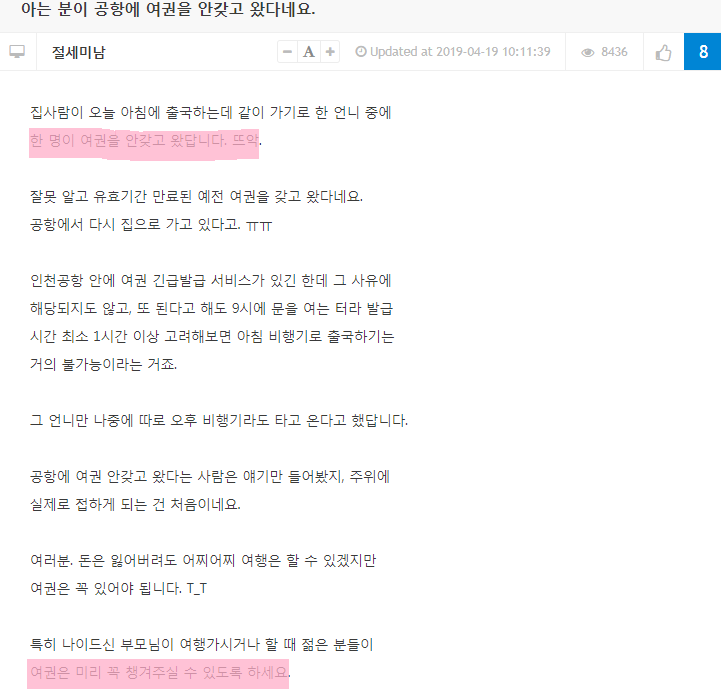 아는 분이 공항에 여권을 안갖고 왔다네요.
절세미남
A
Updated at 2019-04-19 10:11:39
8436
8
집사람이 오늘 아침에 출국하는데 같이 가기로 한 언니 중에
한 명이 여권을 안갖고 왔답니다. 뜨악.
잘못 알고 유효기간 만료된 예전 여권을 갖고 왔다네요.
공항에서 다시 집으로 가고 있다고. ㅠㅠ
인천공항 안에 여권 긴급발급 서비스가 있긴 한데 그 사유에
해당되지도 않고, 또 된다고 해도 9시에 문을 여는 터라 발급
시간 최소 1시간 이상 고려해보면 아침 비행기로 출국하기는
거의 불가능이라는 거죠.
그 언니만 나중에 따로 오후 비행기라도 타고 온다고 했답니다.
공항에 여권 안갖고 왔다는 사람은 얘기만 들어봤지, 주위에
실제로 접하게 되는 건 처음이네요.
여러분. 돈은 잃어버려도 어찌어찌 여행은 할 수 있겠지만
여권은 꼭 있어야 됩니다. T_T
특히 나이드신 부모님이 여행가시거나 할 때 젊은 분들이
여권은 미리 꼭 챙겨주실 수 있도록 하세요.